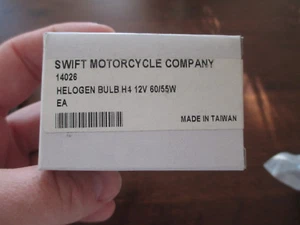 SWIFT MOTORCYCLE COMPANY
14026
HELOGEN BULB H4 12V 60/55W
EA
MADE IN TAIWAN